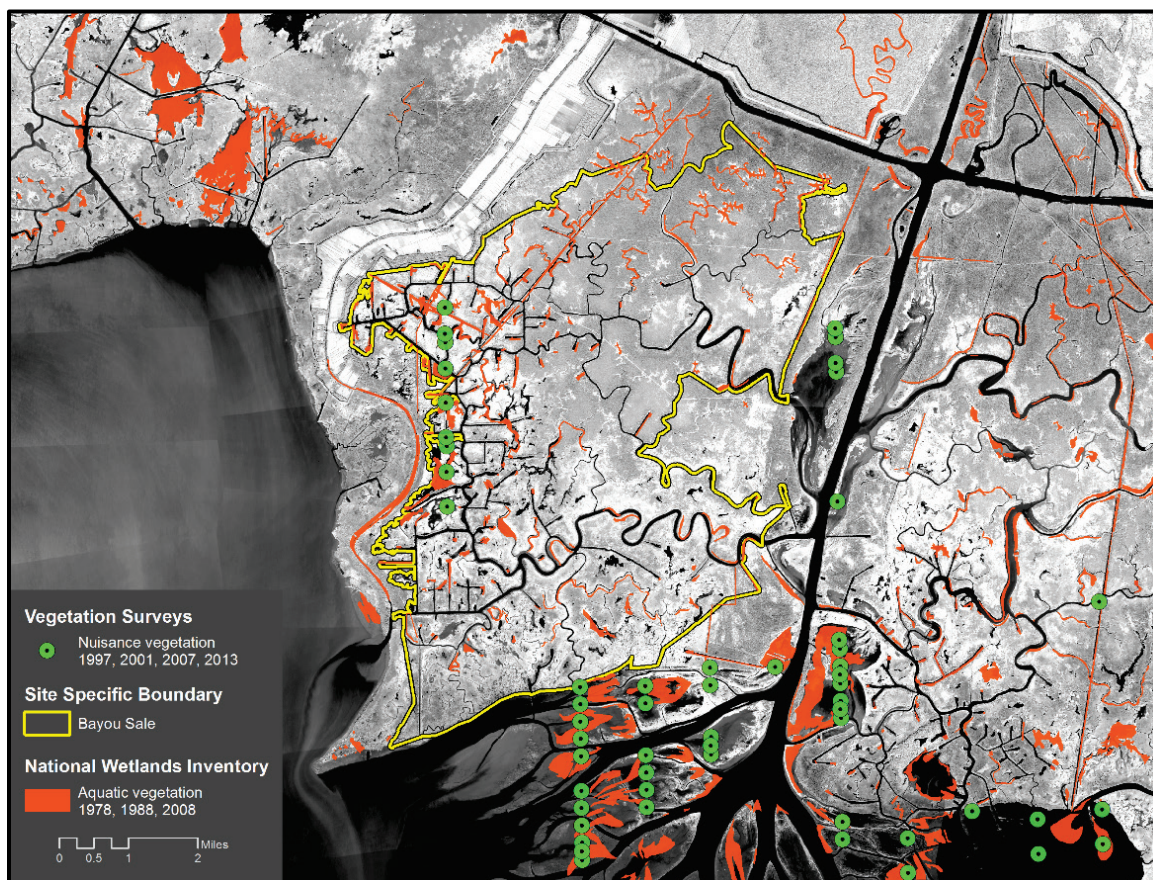 Vegetation Surveys
Nuisance vegetation
1997, 2001, 2007, 2013
Site Specific Boundary
Bayou Sale
National Wetlands Inventory
Aquatic vegetation
1978, 1988, 2008
Miles
0 0.5 1 2